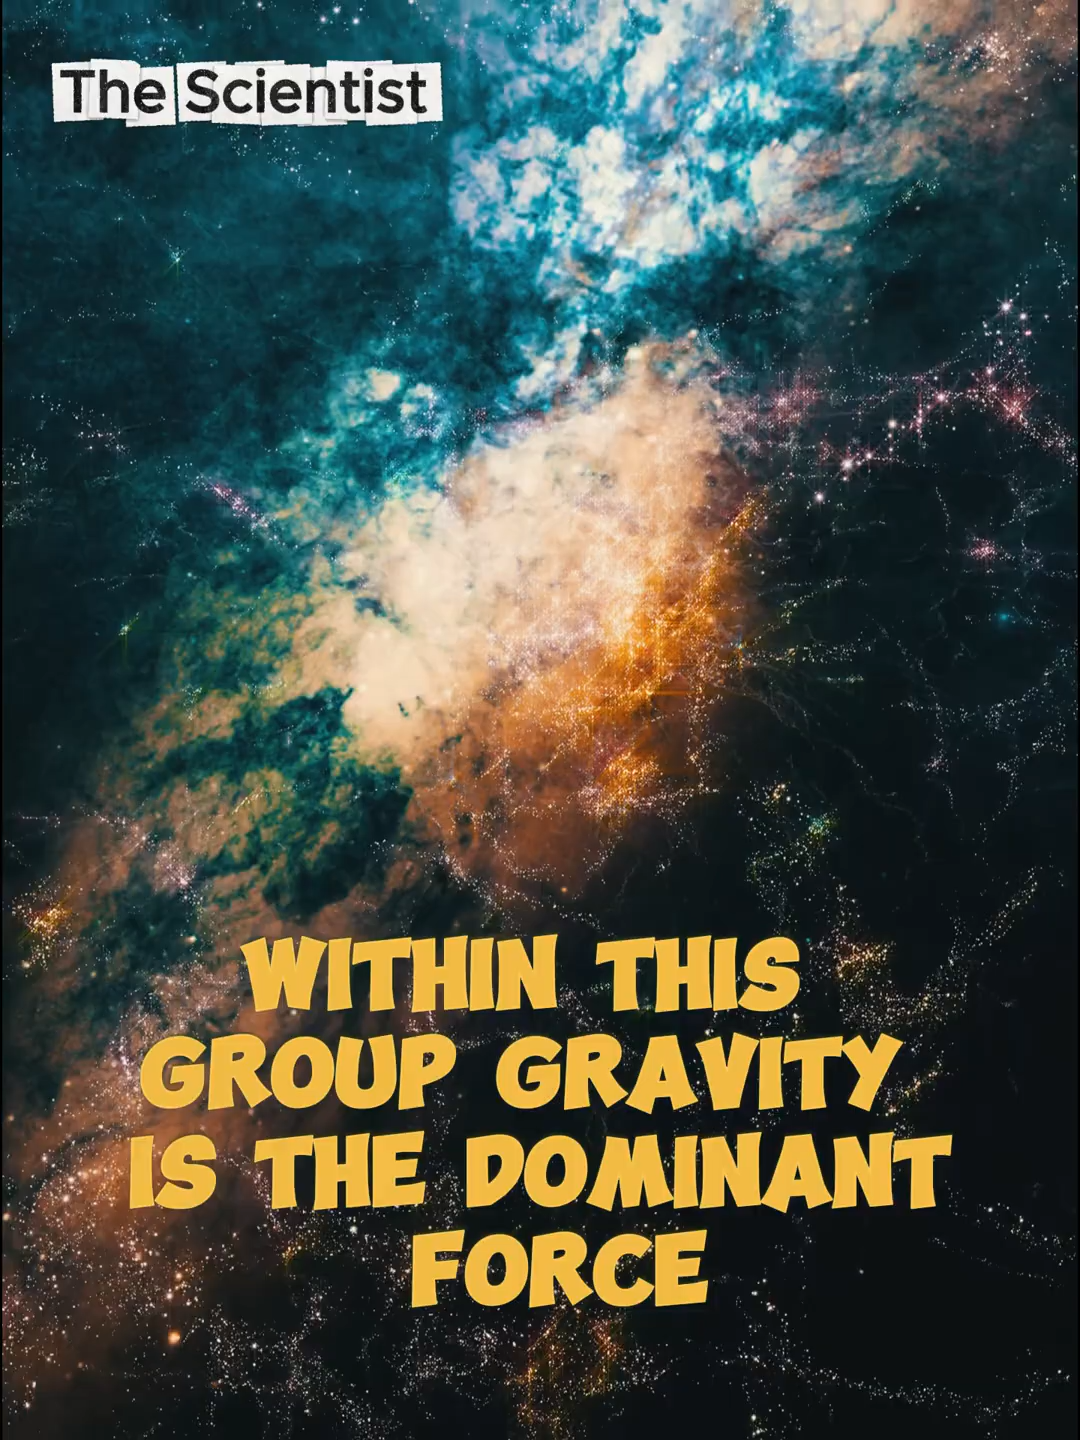 The Scientist
WITHIN THIS
GROUP GRAVITY
IS THE DOMINANT
FORCE